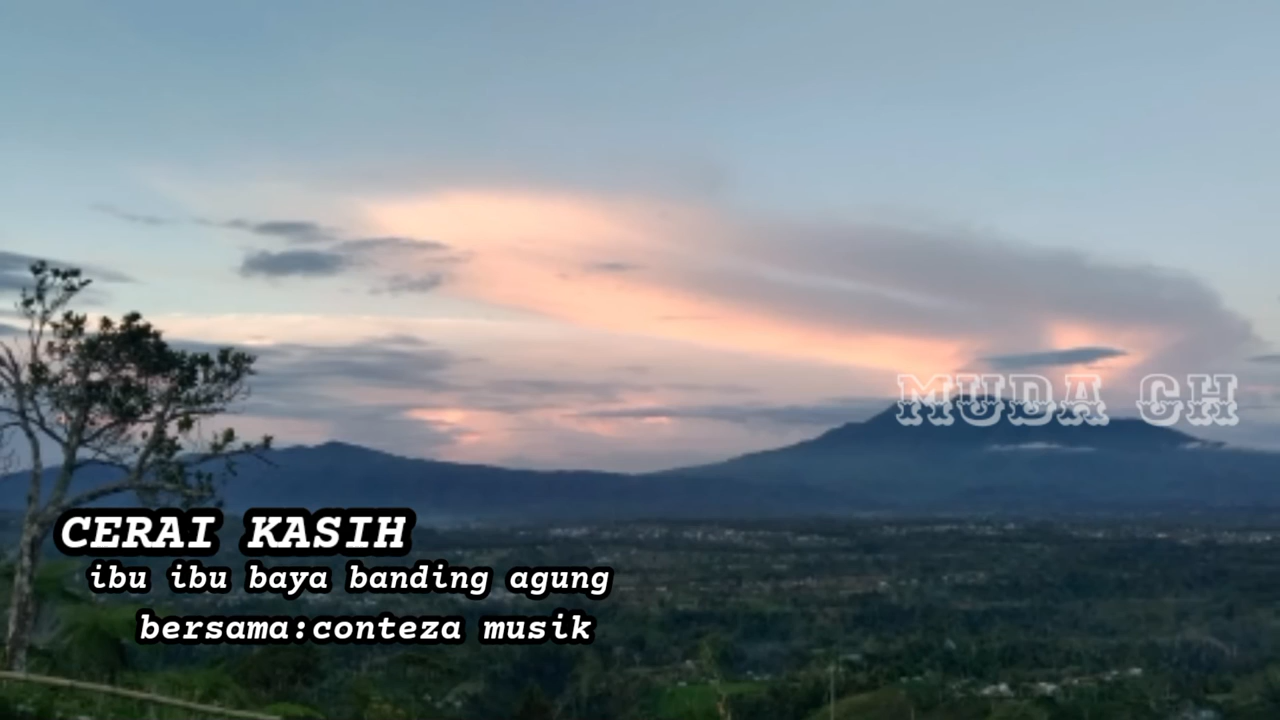 MUDA CH
CERAI KASIH
ibu ibu baya banding agung
bersama:conteza musik